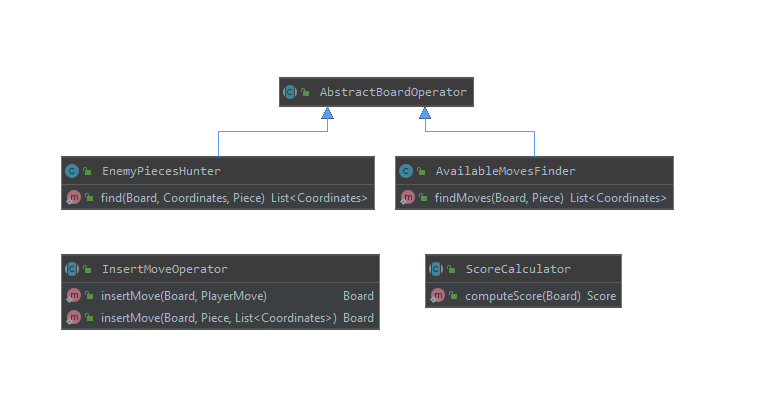 AbstractBoardOperator
EnemyPiecesHunter
find(Board, Coordinates, Piece) List<Coordinates>
AvailableMovesFinder
findMoves(Board, Piece) List<Coordinates>
InsertMoveOperator
insertMove(Board, PlayerMove) Board
insertMove(Board, Piece, List<Coordinates>) Board
ScoreCalculator
computeScore(Board) Score